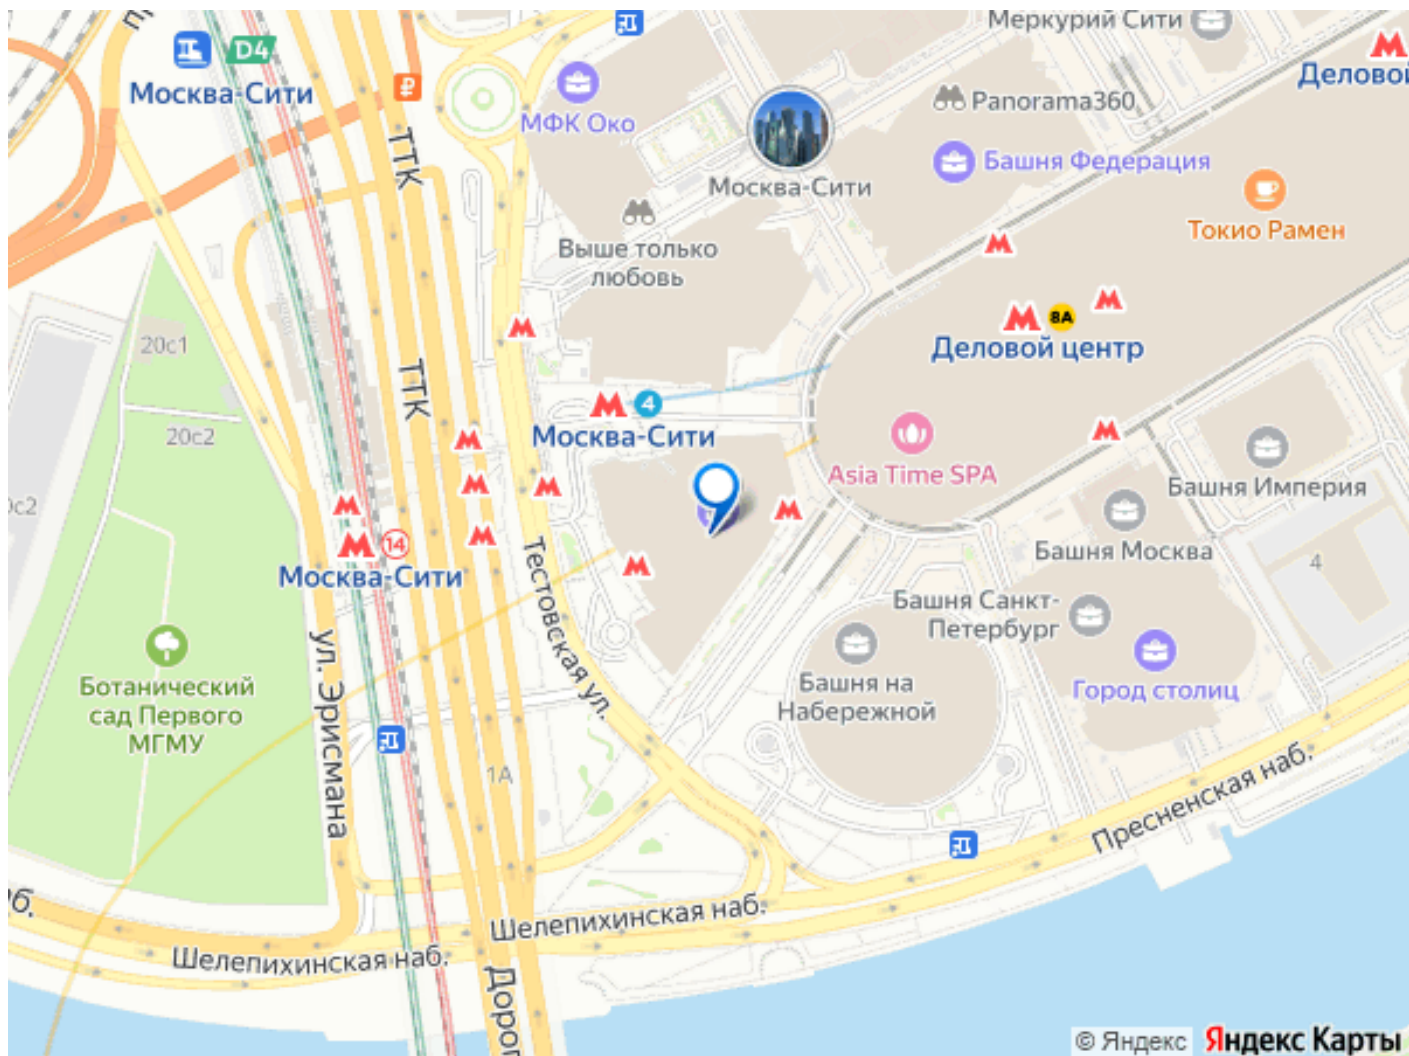 Меркурий Сити
D4
Москва-Сити
₽
Деловой
Panorama360
МФК Око
ТТК
Башня Федерация
Москва-Сити
Токио Рамен
Выше только
любовь
8А
Деловой центр
20с1
ТТК
4
Москва-Сити
20с2
Asia Time SPA
Башня Империя
с2
Башня Москва
14
Москва-Сити
Тестовская ул.
4
Башня Санкт-
Петербург
Ботанический
сад Первого
МГМУ
ул. Эрисмана
Башня на
Набережной
Город столиц
1А
Пресненская наб.
Шелепихинская наб.
Шелепихинская наб.
© Яндекс Яндекс Карты